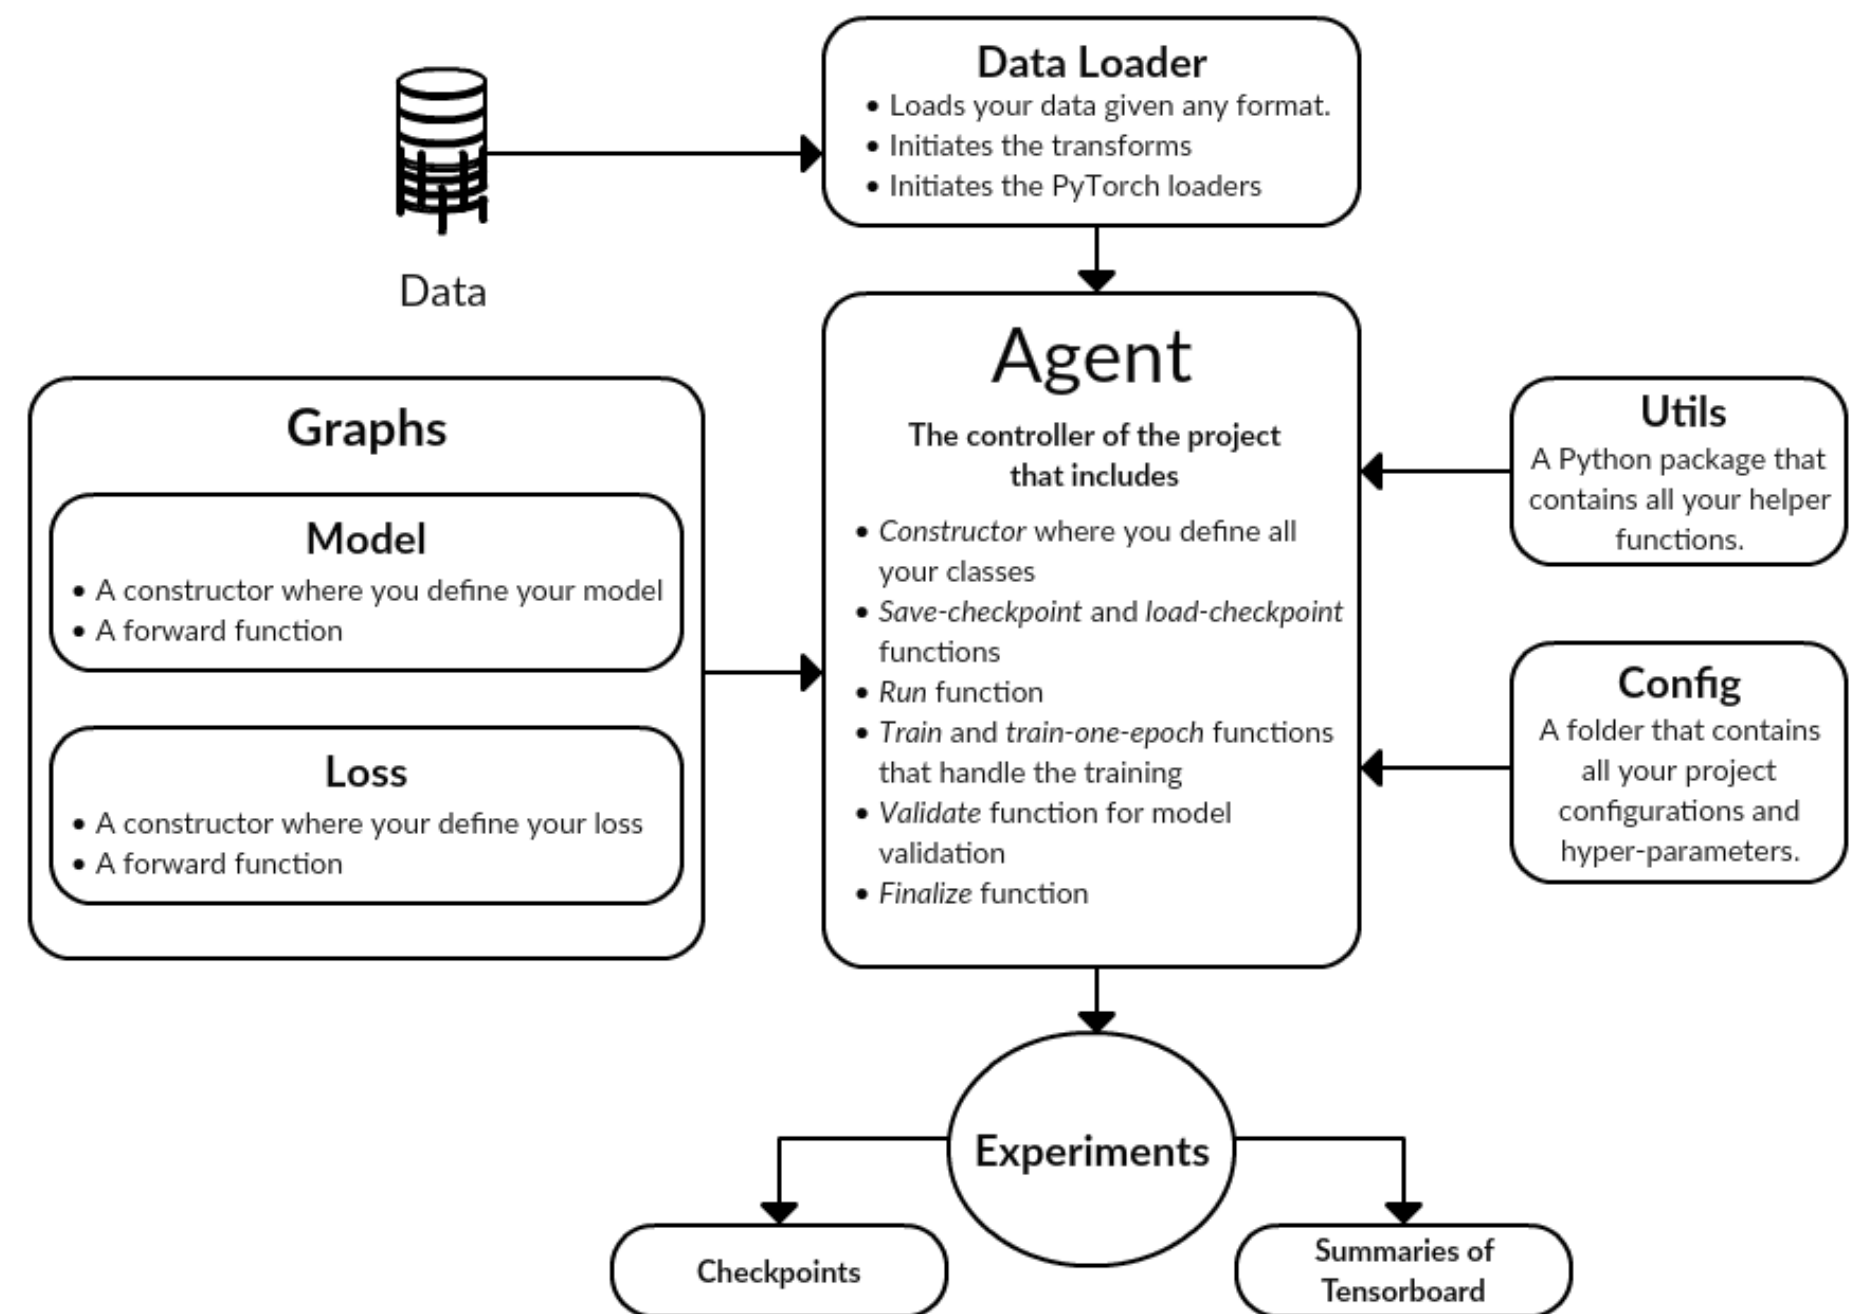 Data Loader
• Loads your data given any format.
• Initiates the transforms
• Initiates the PyTorch loaders
Data
Graphs
Model
• A constructor where you define your model
• A forward function
Loss
• A constructor where your define your loss
• A forward function
Agent
The controller of the project
that includes
• Constructor where you define all
your classes
• Save-checkpoint and load-checkpoint
functions
• Run function
• Train and train-one-epoch functions
that handle the training
• Validate function for model
validation
• Finalize function
Utils
A Python package that
contains all your helper
functions.
Config
A folder that contains
all your project
configurations and
hyper-parameters.
Experiments
Checkpoints
Summaries of
Tensorboard